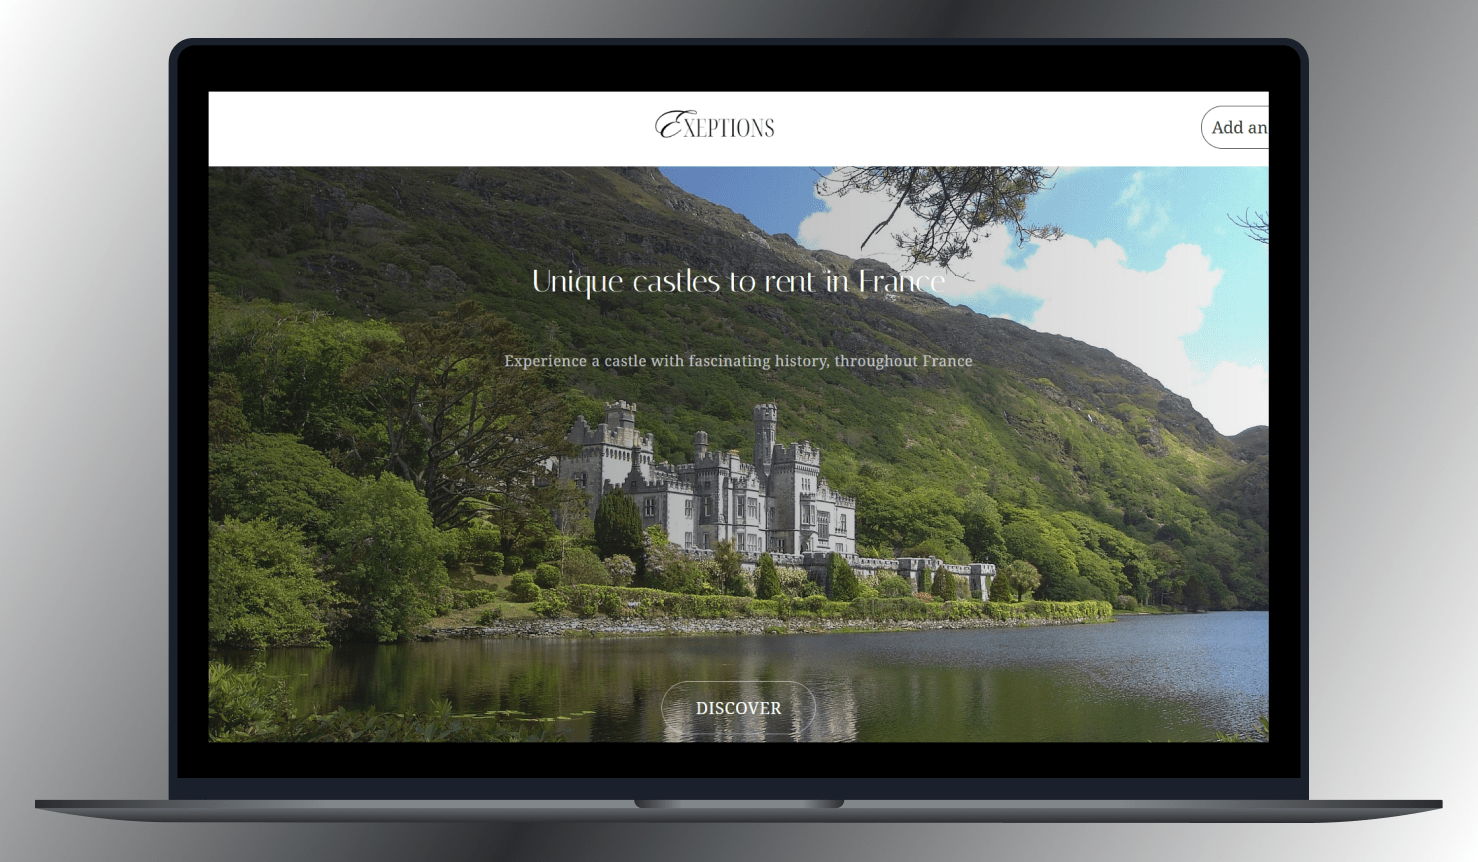 EXEPTIONS
Add an
Unique castles to rent in France
Experience a castle with fascinating history, throughout France
DISCOVER